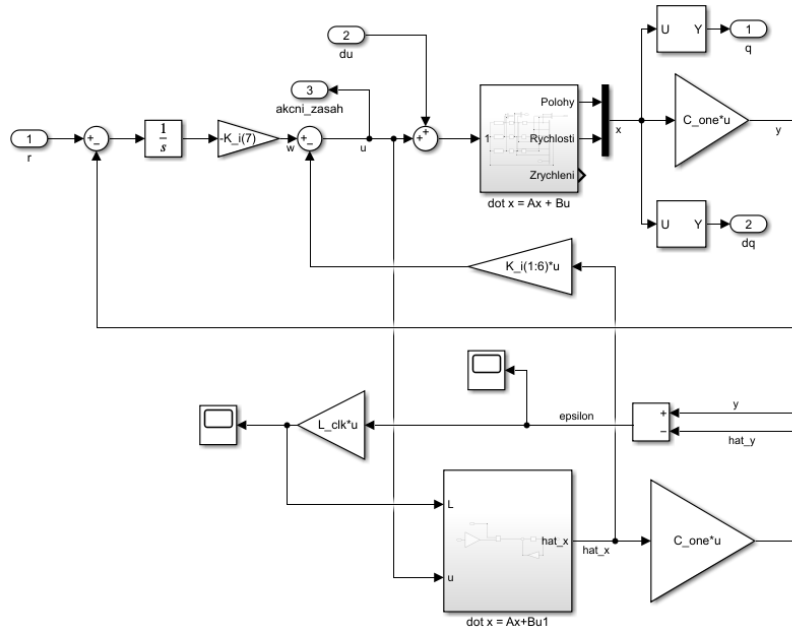 2
du
1
q
U Y
3
akcni_zasah
Polohy
1
r
+
−
1
s
-K_i(7)
w
+
−
u
+
+
1
Rychlosti
Zrychleni
dot x = Ax + Bu
x
C_one*u
y
U Y
2
dq
K_i(1:6)*u
L_clk*u
epsilon
+
−
y
hat_y
L
u
hat_x
hat_x
dot x = Ax+Bu1
C_one*u